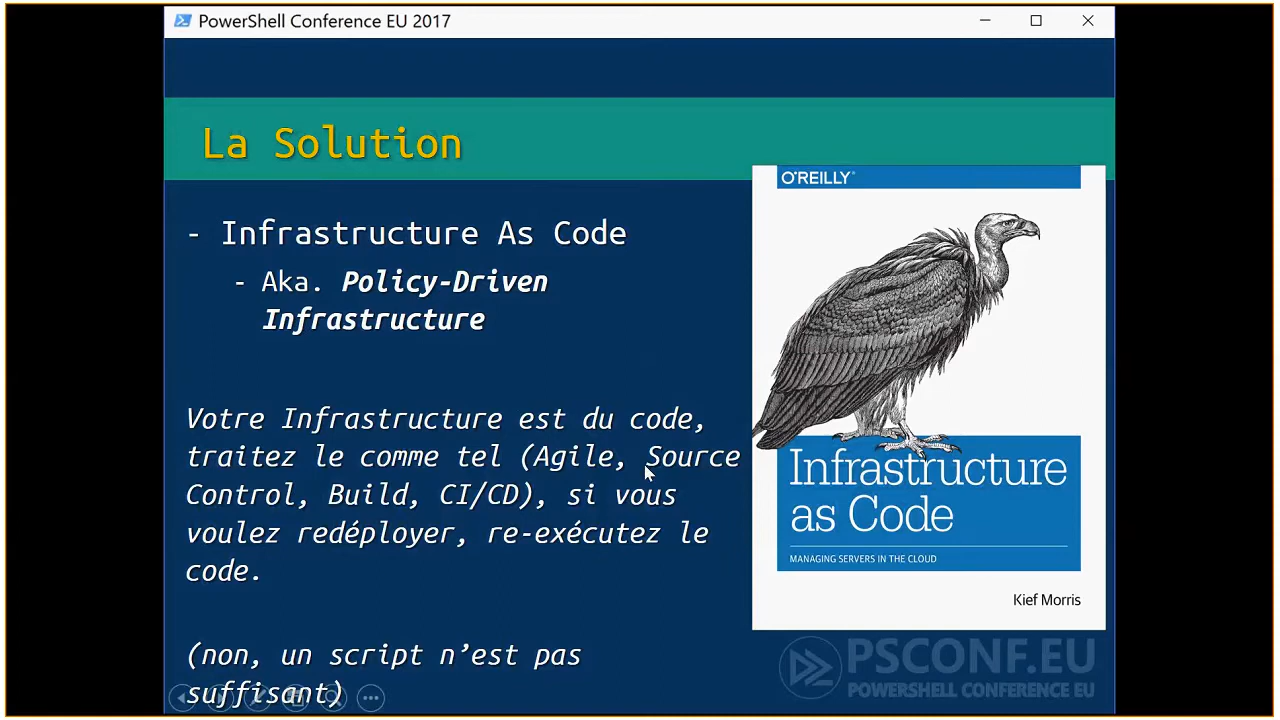 PowerShell Conference EU 2017
La Solution
- Infrastructure As Code
- Aka. Policy-Driven
Infrastructure
Votre Infrastructure est du code,
traitez le comme tel (Agile, Source
Control, Build, CI/CD), si vous
voulez redéployer, re-exécutez le
code.
(non, un script n’est pas
suffisant)
O'REILLY®
Infrastructure
as Code
MANAGING SERVERS IN THE CLOUD
Kief Morris
PSCONF.EU
POWERSHELL CONFERENCE EU